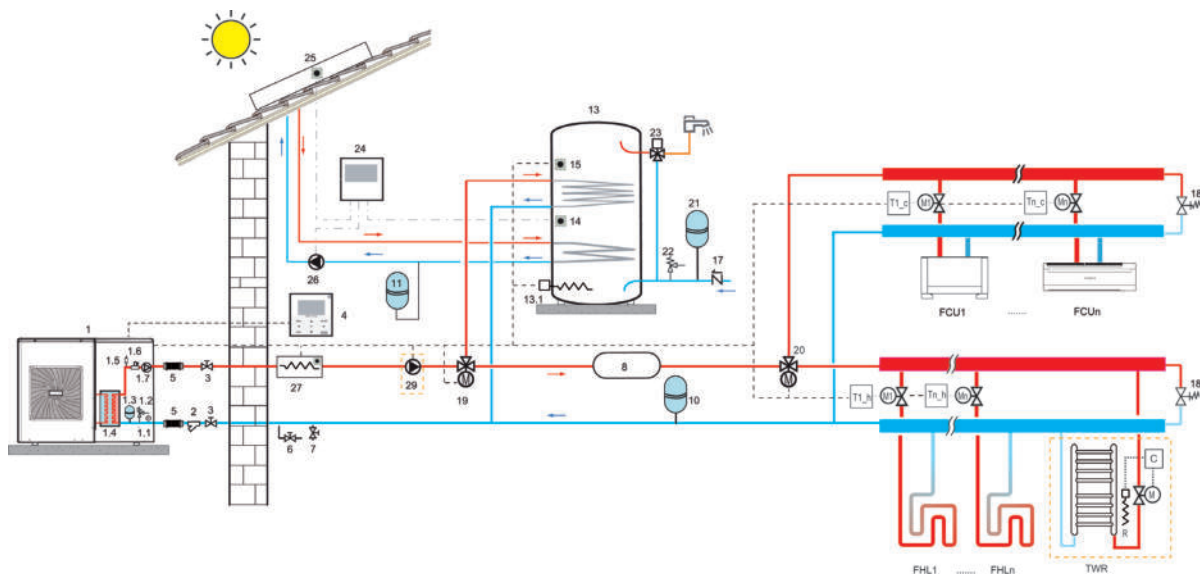 25
13
23
24
15
14
21
22
17
26
11
13.1
4
T1_c
M1
Tn_c
Mn
18
FCU1
........
FCUn
1
1.6
1.5
1.7
5
3
27
29
M
19
8
20
M
1.3
1.2
1.4
1.1
5
2
3
6
7
10
T1_h
M1
Tn_h
Mn
18
C
M
R
FHL1
.......
FHLn
TWR